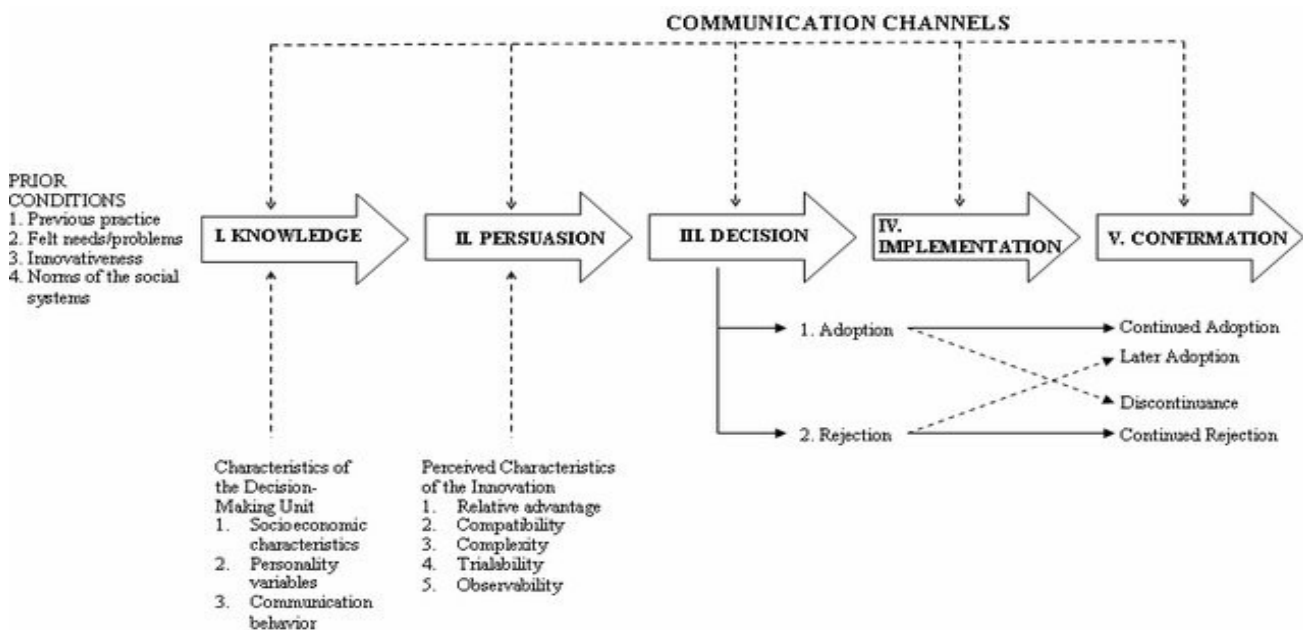 COMMUNICATION CHANNELS
PRIOR
CONDITIONS
1. Previous practice
2. Felt needs/problems
3. Innovativeness
4. Norms of the social
systems
I. KNOWLEDGE
II. PERSUASION
III. DECISION
IV.
IMPLEMENTATION
V. CONFIRMATION
1. Adoption
2. Rejection
Continued Adoption
Later Adoption
Discontinuance
Continued Rejection
Characteristics of
the Decision-
Making Unit
1. Socioeconomic
characteristics
2. Personality
variables
3. Communication
behavior
Perceived Characteristics
of the Innovation
1. Relative advantage
2. Compatibility
3. Complexity
4. Trialability
5. Observability